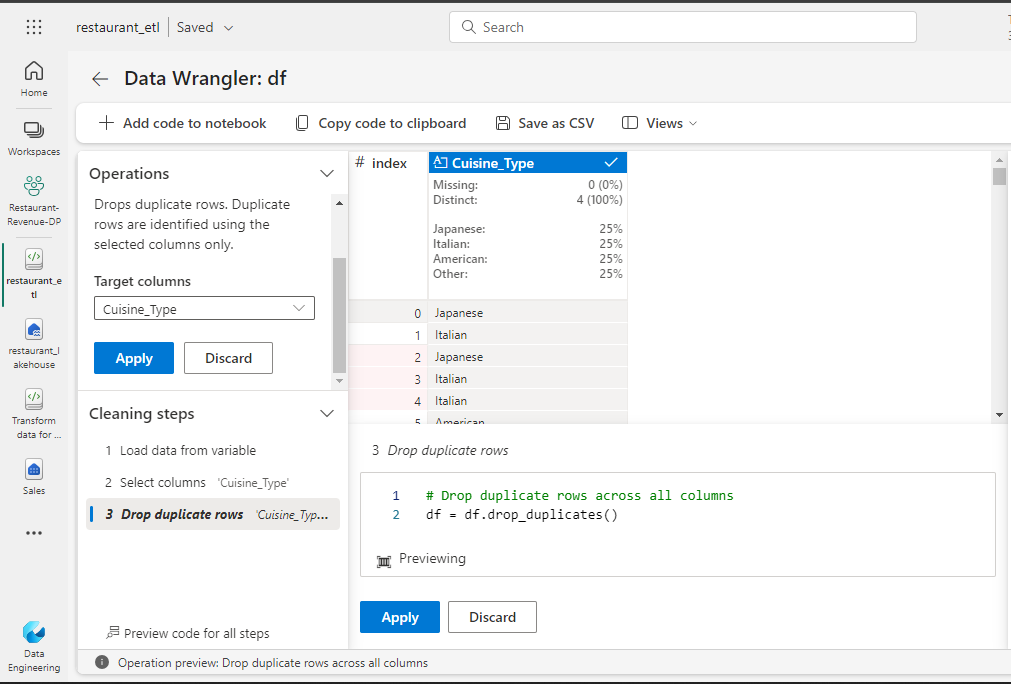 restaurant_etl Saved
Search
Home
Workspaces
Restaurant-
Revenue-DP
restaurant_e
tl
restaurant_l
akehouse
Transform
data for ...
Sales
Data
Engineering
Data Wrangler: df
Add code to notebook
Copy code to clipboard
Save as CSV
Views
Operations
Drops duplicate rows. Duplicate
rows are identified using the
selected columns only.
Target columns
Cuisine_Type
Apply
Discard
Cleaning steps
1 Load data from variable
2 Select columns 'Cuisine_Type'
3 Drop duplicate rows 'Cuisine_Typ...
Preview code for all steps
# index
Cuisine_Type
Missing: 0 (0%)
Distinct: 4 (100%)
Japanese: 25%
Italian: 25%
American: 25%
Other: 25%
0 Japanese
1 Italian
2 Japanese
3 Italian
4 Italian
5 American
3 Drop duplicate rows
1 # Drop duplicate rows across all columns
2 df = df.drop_duplicates()
Previewing
Apply
Discard
Operation preview: Drop duplicate rows across all columns